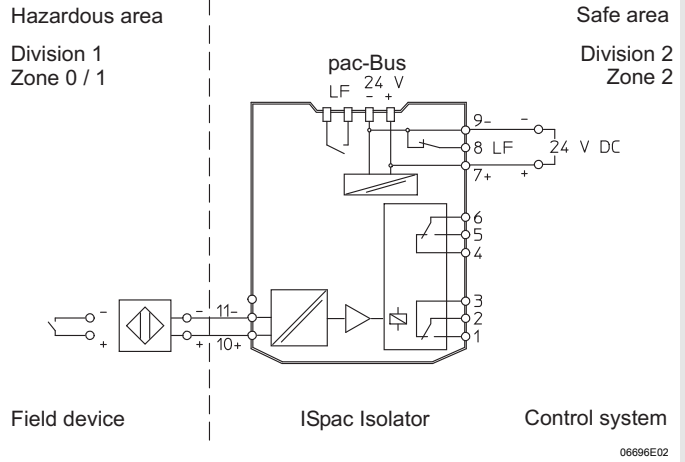 Hazardous area
Safe area
Division 1
Zone 0 / 1
Division 2
Zone 2
pac-Bus
LF
24 V
- +
9-
-
8 LF
24 V DC
7+
+
6
5
4
3
2
1
-
-
11-
+
+
10+
Field device
ISpac Isolator
Control system
06696E02